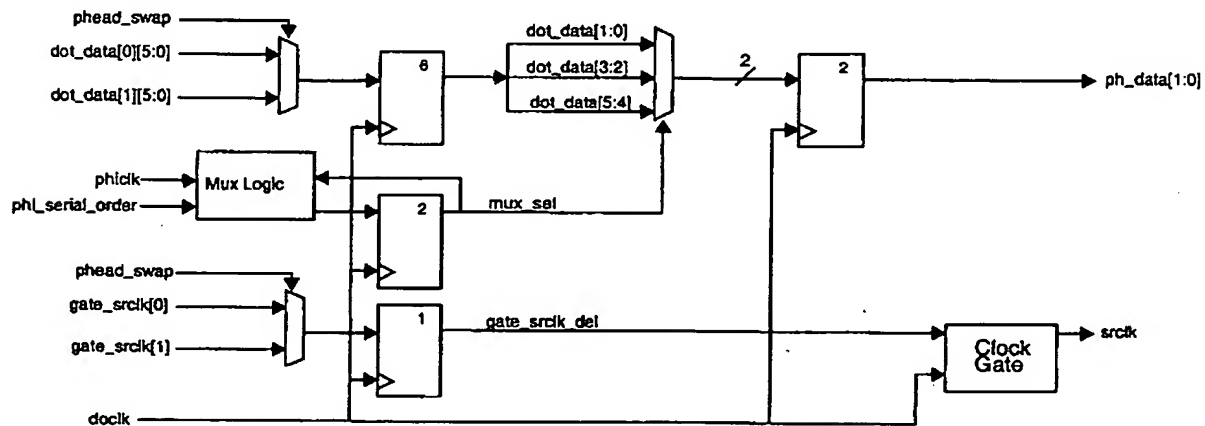 phead_swap
dot_data[0][5:0]
dot_data[1][5:0]
6
dot_data[1:0]
dot_data[3:2]
dot_data[5:4]
2
2
ph_data[1:0]
phiclk
phi_serial_order
Mux Logic
2
mux_sel
phead_swap
gate_srclk[0]
gate_srclk[1]
1
gate_srclk_del
Clock
Gate
srclk
doclk